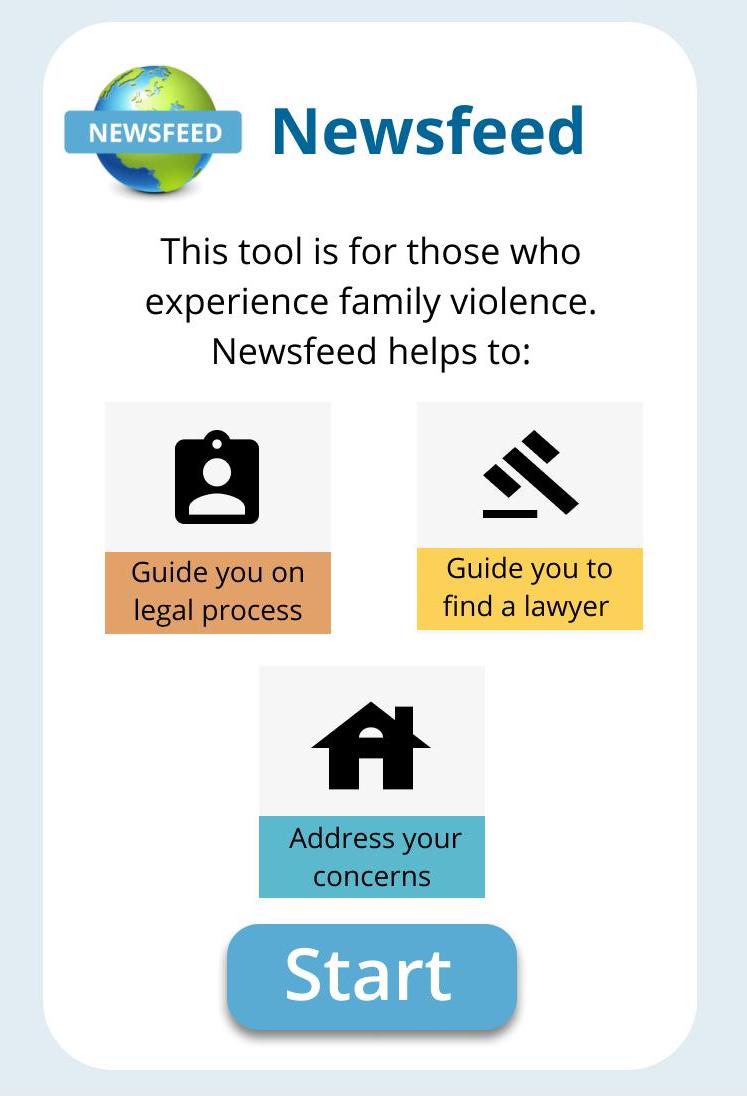 NEWSFEED
Newsfeed
This tool is for those who
experience family violence.
Newsfeed helps to:
Guide you on
legal process
Guide you to
find a lawyer
Address your
concerns
Start